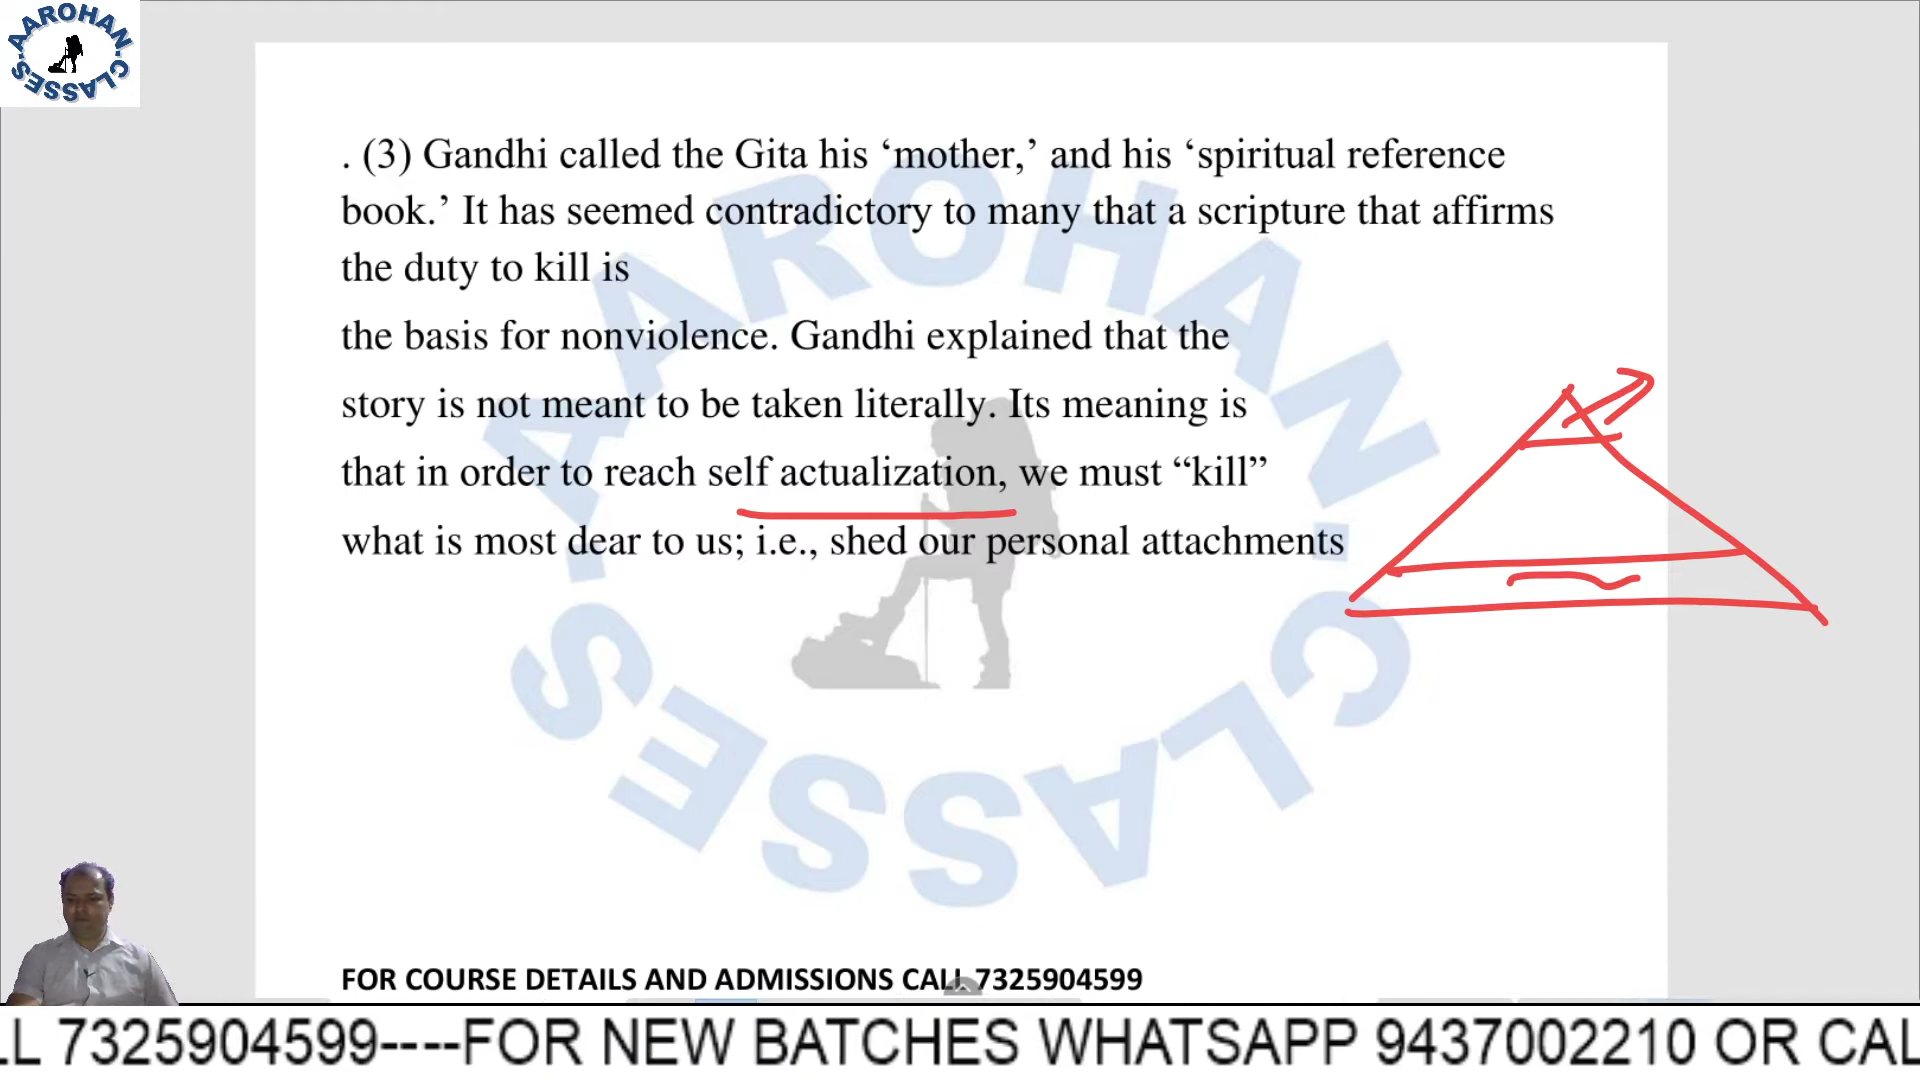 AAROHAN.CLASSES.
. (3) Gandhi called the Gita his ‘mother,’ and his ‘spiritual reference
book.’ It has seemed contradictory to many that a scripture that affirms
the duty to kill is
the basis for nonviolence. Gandhi explained that the
story is not meant to be taken literally. Its meaning is
that in order to reach self actualization, we must “kill”
what is most dear to us; i.e., shed our personal attachments
AAROHAN.CLASSES.
FOR COURSE DETAILS AND ADMISSIONS CALL 7325904599
LL 7325904599----FOR NEW BATCHES WHATSAPP 9437002210 OR CAL